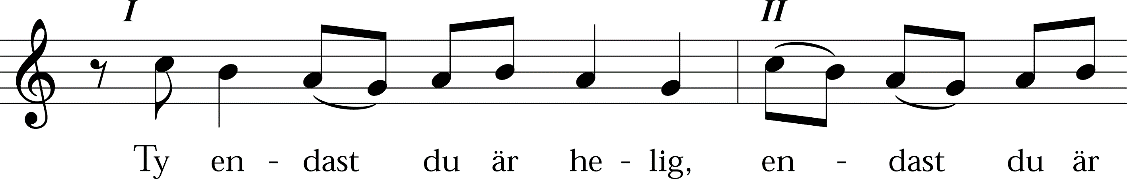 I II
Ty en - dast du är he - lig, en - dast du är